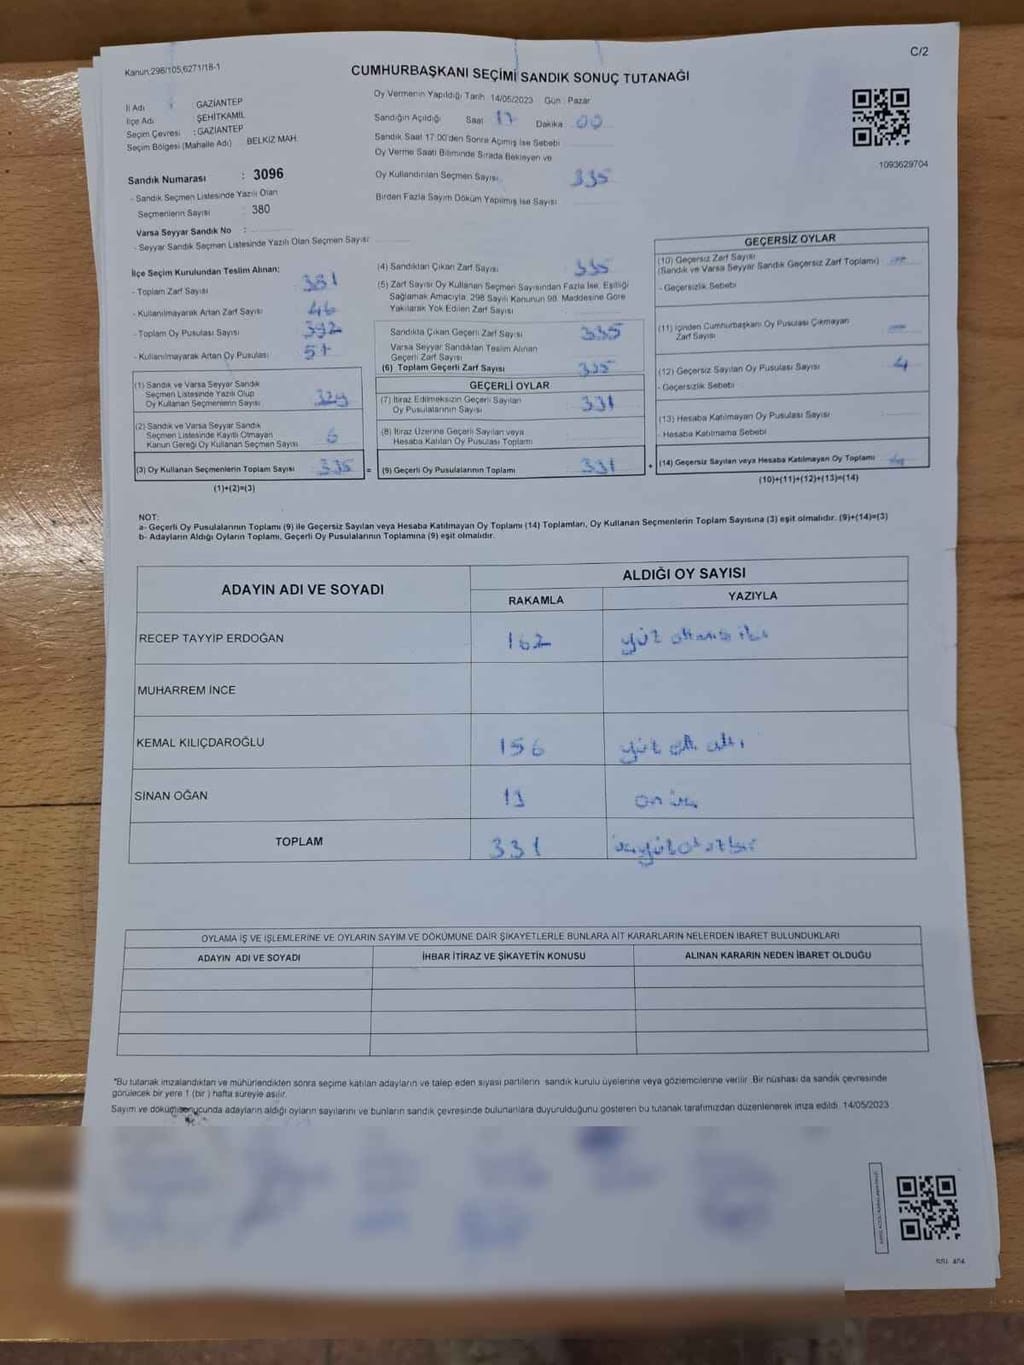 Kanun,298/105,6271/18-1
C/2
CUMHURBAŞKANI SEÇİMİ SANDIK SONUÇ TUTANAĞI
İl Adı : GAZİANTEP
İlçe Adı ŞEHİTKAMİL
Seçim Çevresi : GAZİANTEP
Seçim Bölgesi (Mahalle Adı) BELKIZ MAH.
Oy Vermenin Yapıldığı Tarih 14/05/2023 Gün : Pazar
Sandığın Açıldığı Saat 17 Dakika 00
Sandık Saat 17:00'den Sonra Açılmış İse Sebebi
Oy Verme Saati Bitiminde Sırada Bekleyen ve
Oy Kullandırılan Seçmen Sayısı 335
Birden Fazla Sayım Döküm Yapılmış İse Sayısı
1093629704
Sandık Numarası : 3096
- Sandık Seçmen Listesinde Yazılı Olan
Seçmenlerin Sayısı 380
Varsa Seyyar Sandık No :
- Seyyar Sandık Seçmen Listesinde Yazılı Olan Seçmen Sayısı
İlçe Seçim Kurulundan Teslim Alınan:
- Toplam Zarf Sayısı 381
- Kullanılmayarak Artan Zarf Sayısı 46
- Toplam Oy Pusulası Sayısı 392
- Kullanılmayarak Artan Oy Pusulası 57
(1) Sandık ve Varsa Seyyar Sandık
Seçmen Listesinde Yazılı Olup
Oy Kullanan Seçmenlerin Sayısı 329
(2) Sandık ve Varsa Seyyar Sandık
Seçmen Listesinde Kayıtlı Olmayan
Kanun Gereği Oy Kullanan Seçmen Sayısı 6
(3) Oy Kullanan Seçmenlerin Toplam Sayısı 335 =
(1)+(2)=(3)
(4) Sandıktan Çıkan Zarf Sayısı 335
(5) Zarf Sayısı Oy Kullanan Seçmen Sayısından Fazla İse, Eşitliği
Sağlamak Amacıyla, 298 Sayılı Kanunun 98. Maddesine Göre
Yakılarak Yok Edilen Zarf Sayısı
Sandıkta Çıkan Geçerli Zarf Sayısı 335
Varsa Seyyar Sandıktan Teslim Alınan
Geçerli Zarf Sayısı
(6) Toplam Geçerli Zarf Sayısı 335
GEÇERLİ OYLAR
(7) İtiraz Edilmeksizin Geçerli Sayılan
Oy Pusulalarının Sayısı 331
(8) İtiraz Üzerine Geçerli Sayılan veya
Hesaba Katılan Oy Pusulası Toplamı
(9) Geçerli Oy Pusulalarının Toplamı 331 +
GEÇERSİZ OYLAR
(10) Geçersiz Zarf Sayısı
(Sandık ve Varsa Seyyar Sandık Geçersiz Zarf Toplamı)
- Geçersizlik Sebebi
(11) İçinden Cumhurbaşkanı Oy Pusulası Çıkmayan
Zarf Sayısı
(12) Geçersiz Sayılan Oy Pusulası Sayısı 4
- Geçersizlik Sebebi
(13) Hesaba Katılmayan Oy Pusulası Sayısı
- Hesaba Katılmama Sebebi
(14) Geçersiz Sayılan veya Hesaba Katılmayan Oy Toplamı 4
(10)+(11)+(12)+(13)=(14)
NOT:
a- Geçerli Oy Pusulalarının Toplamı (9) ile Geçersiz Sayılan veya Hesaba Katılmayan Oy Toplamı (14) Toplamları, Oy Kullanan Seçmenlerin Toplam Sayısına (3) eşit olmalıdır. (9)+(14)=(3)
b- Adayların Aldığı Oyların Toplamı, Geçerli Oy Pusulalarının Toplamına (9) eşit olmalıdır.
ADAYIN ADI VE SOYADI ALDIĞI OY SAYISI
RAKAMLA YAZIYLA
RECEP TAYYİP ERDOĞAN 162 yüz altmış iki
MUHARREM İNCE
KEMAL KILIÇDAROĞLU 156 yüz elli altı
SİNAN OĞAN 13 on üç
TOPLAM 331 üçyüzotuzbir
OYLAMA İŞ VE İŞLEMLERİNE VE OYLARIN SAYIM VE DÖKÜMÜNE DAİR ŞİKAYETLERLE BUNLARA AİT KARARLARIN NELERDEN İBARET BULUNDUKLARI
ADAYIN ADI VE SOYADI İHBAR İTİRAZ VE ŞİKAYETİN KONUSU ALINAN KARARIN NEDEN İBARET OLDUĞU
*Bu tutanak imzalandıktan ve mühürlendikten sonra seçime katılan adayların ve talep eden siyasi partilerin sandık kurulu üyelerine veya gözlemcilerine verilir. Bir nüshası da sandık çevresinde
görülecek bir yere 1 (bir ) hafta süreyle asılır.
Sayım ve döküm sonucunda adayların aldığı oyların sayılarını ve bunların sandık çevresinde bulunanlara duyurulduğunu gösteren bu tutanak tarafımızdan düzenlenerek imza edildi. 14/05/2023